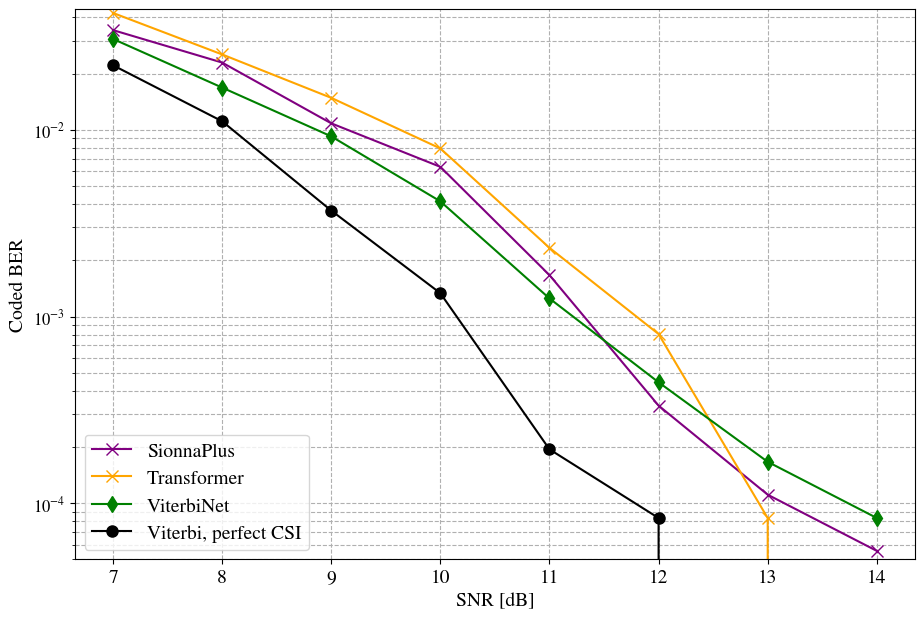 Coded BER
10⁻²
10⁻³
10⁻⁴
SionnaPlus
Transformer
ViterbiNet
Viterbi, perfect CSI
7 8 9 10 11 12 13 14
SNR [dB]